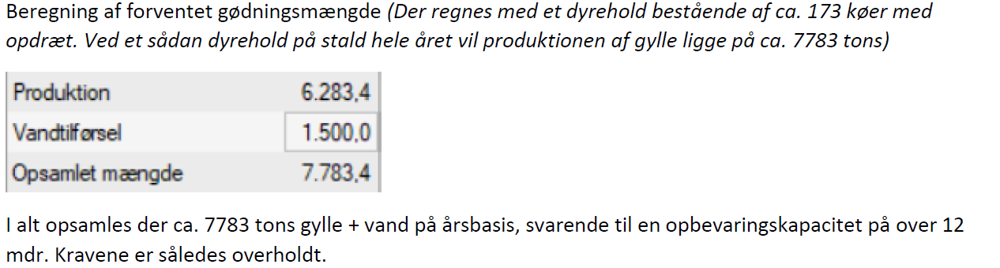 Beregning af forventet gødningsmængde (Der regnes med et dyrehold bestående af ca. 173 køer med
opdræt. Ved et sådan dyrehold på stald hele året vil produktionen af gylle ligge på ca. 7783 tons)
Produktion 6.283,4
Vandtilførsel 1.500,0
Opsamlet mængde 7.783,4
I alt opsamles der ca. 7783 tons gylle + vand på årsbasis, svarende til en opbevaringskapacitet på over 12
mdr. Kravene er således overholdt.